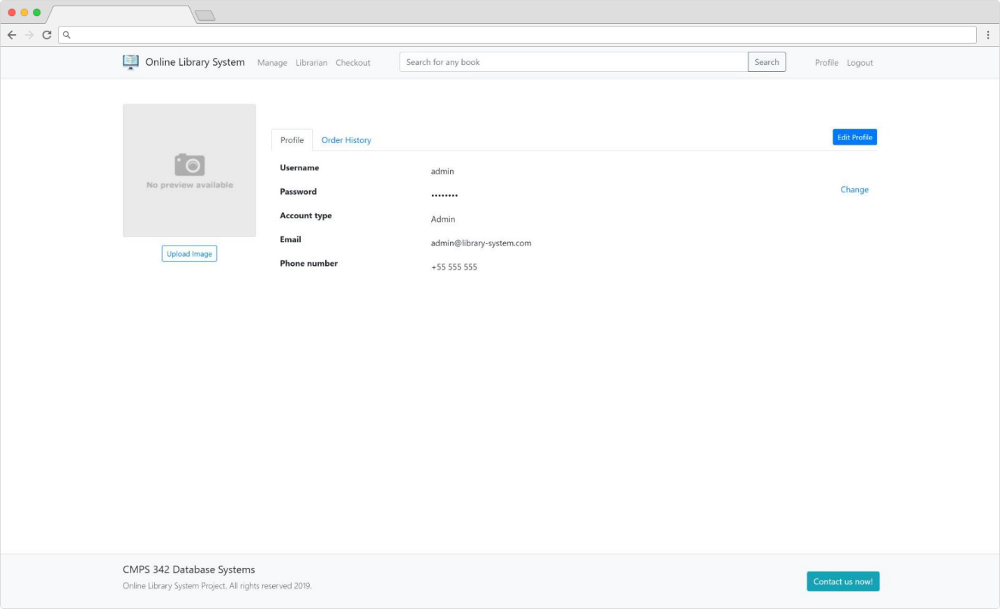 Online Library System Manage Librarian Checkout Search for any book Search Profile Logout
No preview available
Upload Image
Profile Order History Edit Profile
Username admin
Password •••••••• Change
Account type Admin
Email admin@library-system.com
Phone number +55 555 555
CMPS 342 Database Systems
Online Library System Project. All rights reserved 2019.
Contact us now!